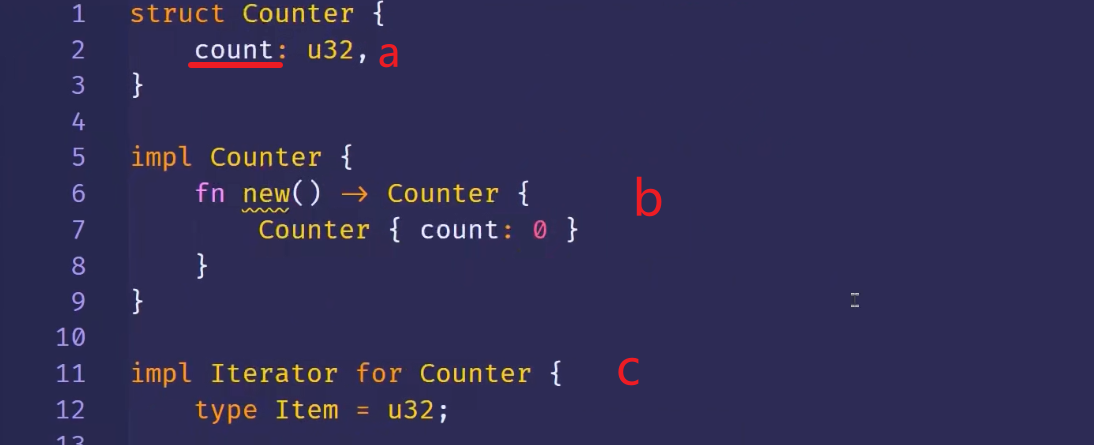 1 struct Counter {
2 count: u32, a
3 }
4
5 impl Counter {
6 fn new() -> Counter { b
7 Counter { count: 0 }
8 }
9 }
10
11 impl Iterator for Counter { c
12 type Item = u32;
13